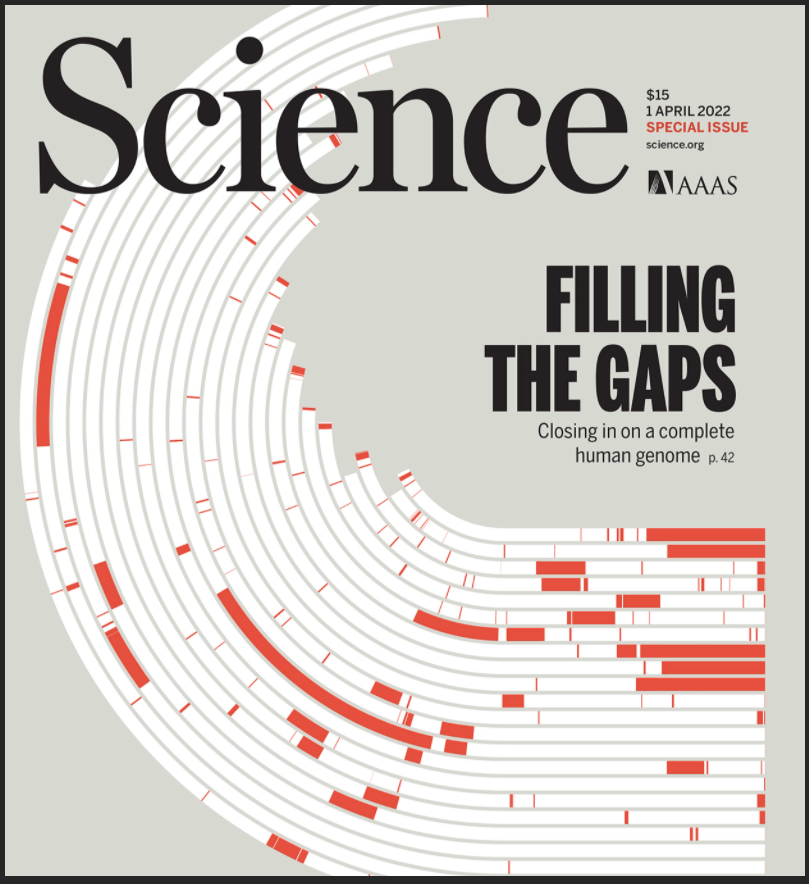 Science
$15
1 APRIL 2022
SPECIAL ISSUE
science.org
AAAS
FILLING
THE GAPS
Closing in on a complete
human genome p. 42